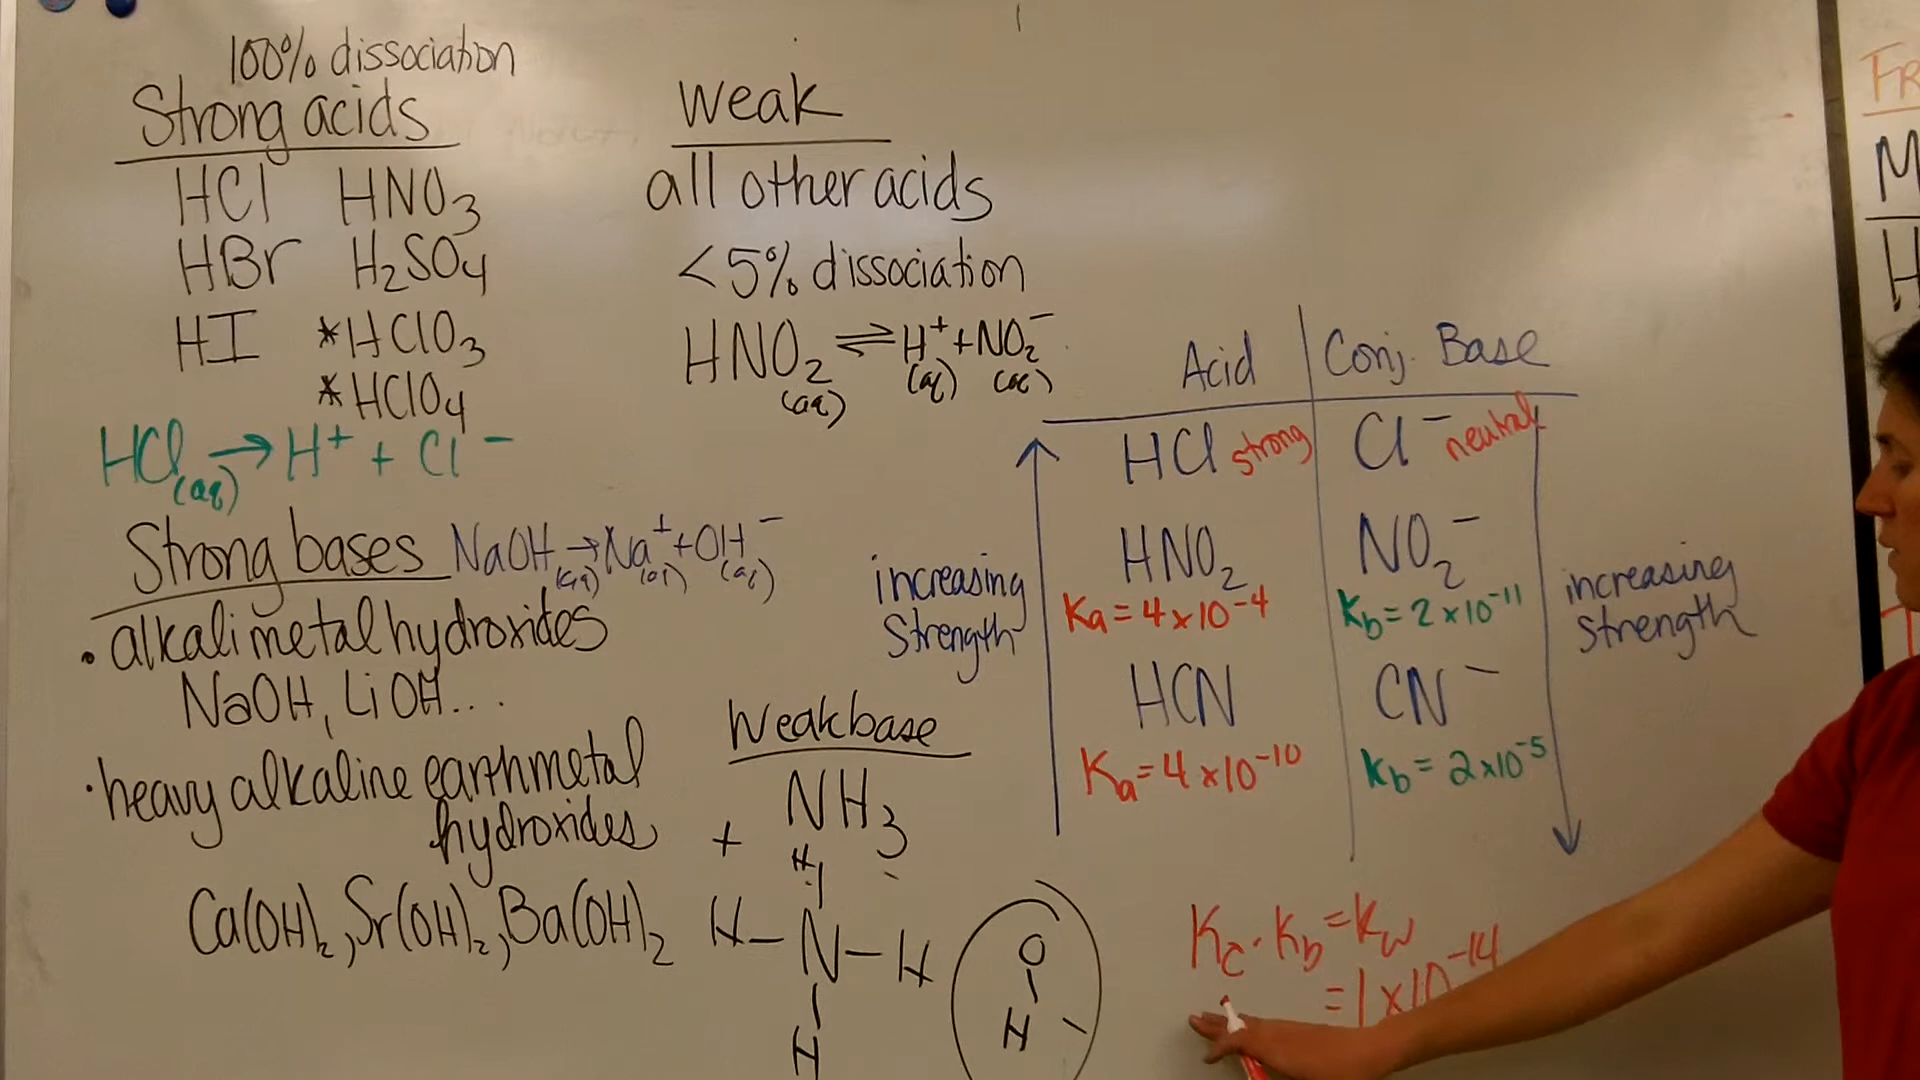 100% dissociation
Strong acids
HCl HNO₃
HBr H₂SO₄
HI *HClO₃
*HClO₄
HCl(aq) → H⁺ + Cl⁻
Strong bases NaOH(aq) → Na⁺(aq) + OH⁻(aq)
• alkali metal hydroxides
NaOH, LiOH...
• heavy alkaline earth metal
hydroxides
Ca(OH)₂, Sr(OH)₂, Ba(OH)₂
Weak
all other acids
<5% dissociation
HNO₂(aq) ⇌ H⁺(aq) + NO₂⁻(aq)
Weak base
NH₃
+
H
H–N–H
H
O
H
Acid | Conj. Base
HCl strong Cl⁻ neutral
HNO₂ NO₂⁻
Ka = 4 x 10⁻⁴ Kb = 2 x 10⁻¹¹
HCN CN⁻
Ka = 4 x 10⁻¹⁰ Kb = 2 x 10⁻⁵
increasing
strength
increasing
strength
Kc · Kb = Kw
= 1 x 10⁻¹⁴
FR
M
H